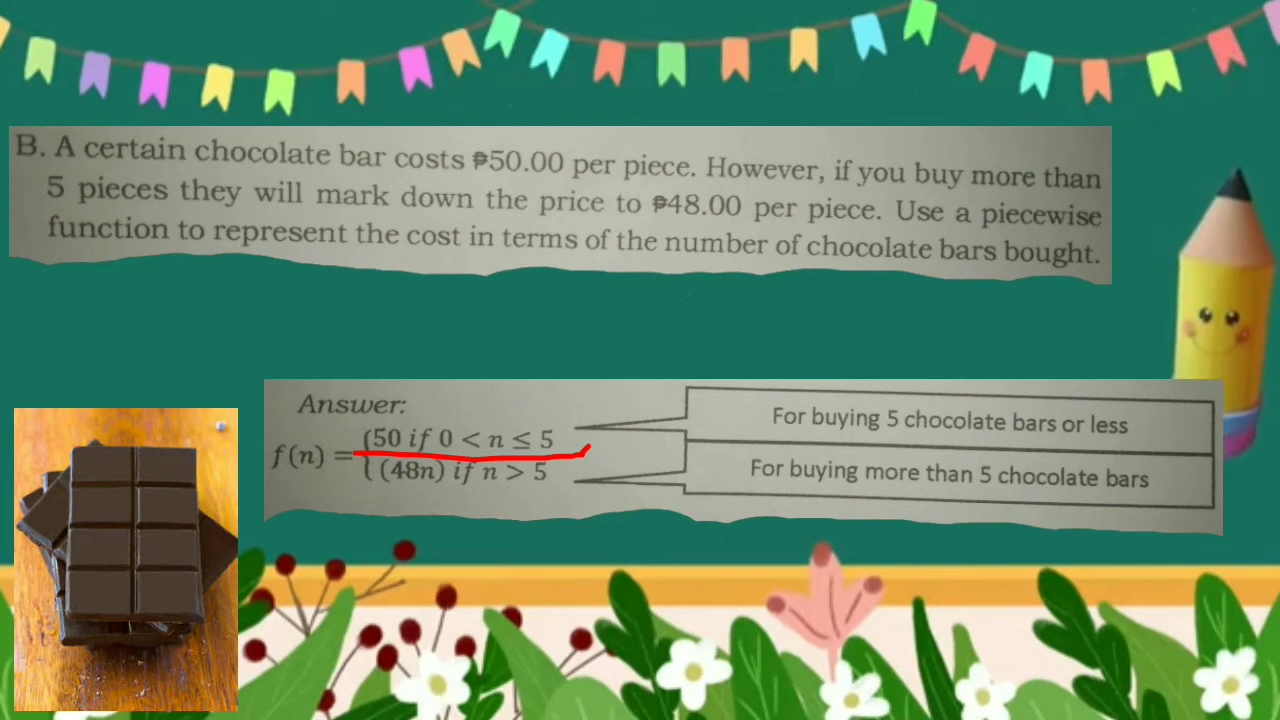 B. A certain chocolate bar costs ₱50.00 per piece. However, if you buy more than
5 pieces they will mark down the price to ₱48.00 per piece. Use a piecewise
function to represent the cost in terms of the number of chocolate bars bought.
Answer:
f(n) = {50 if 0 < n ≤ 5
(48n) if n > 5
For buying 5 chocolate bars or less
For buying more than 5 chocolate bars